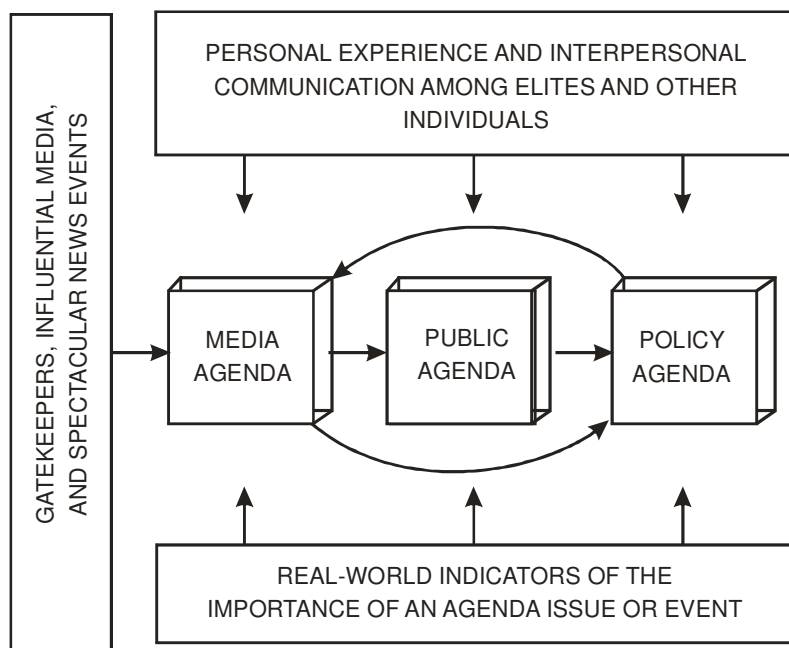 GATEKEEPERS, INFLUENTIAL MEDIA,
AND SPECTACULAR NEWS EVENTS
PERSONAL EXPERIENCE AND INTERPERSONAL
COMMUNICATION AMONG ELITES AND OTHER
INDIVIDUALS
MEDIA
AGENDA
PUBLIC
AGENDA
POLICY
AGENDA
REAL-WORLD INDICATORS OF THE
IMPORTANCE OF AN AGENDA ISSUE OR EVENT